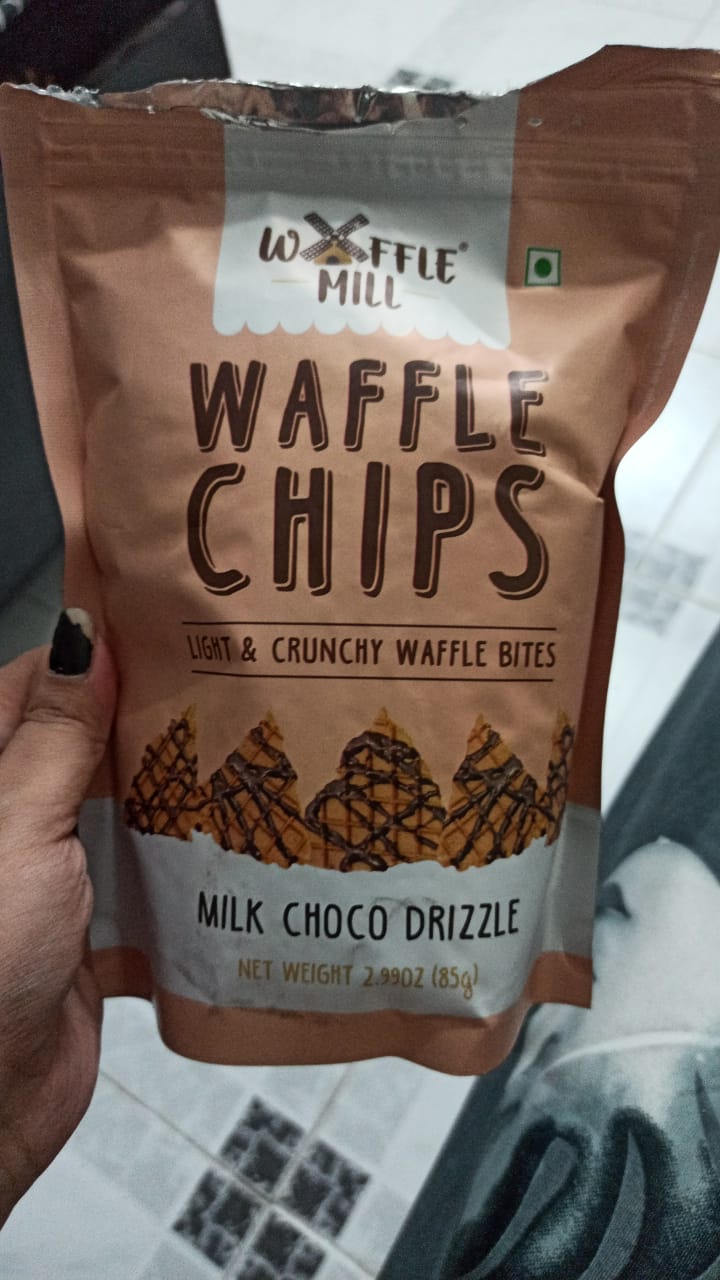 WAFFLE®
MILL
WAFFLE
CHIPS
LIGHT & CRUNCHY WAFFLE BITES
MILK CHOCO DRIZZLE
NET WEIGHT 2.99OZ (85g)